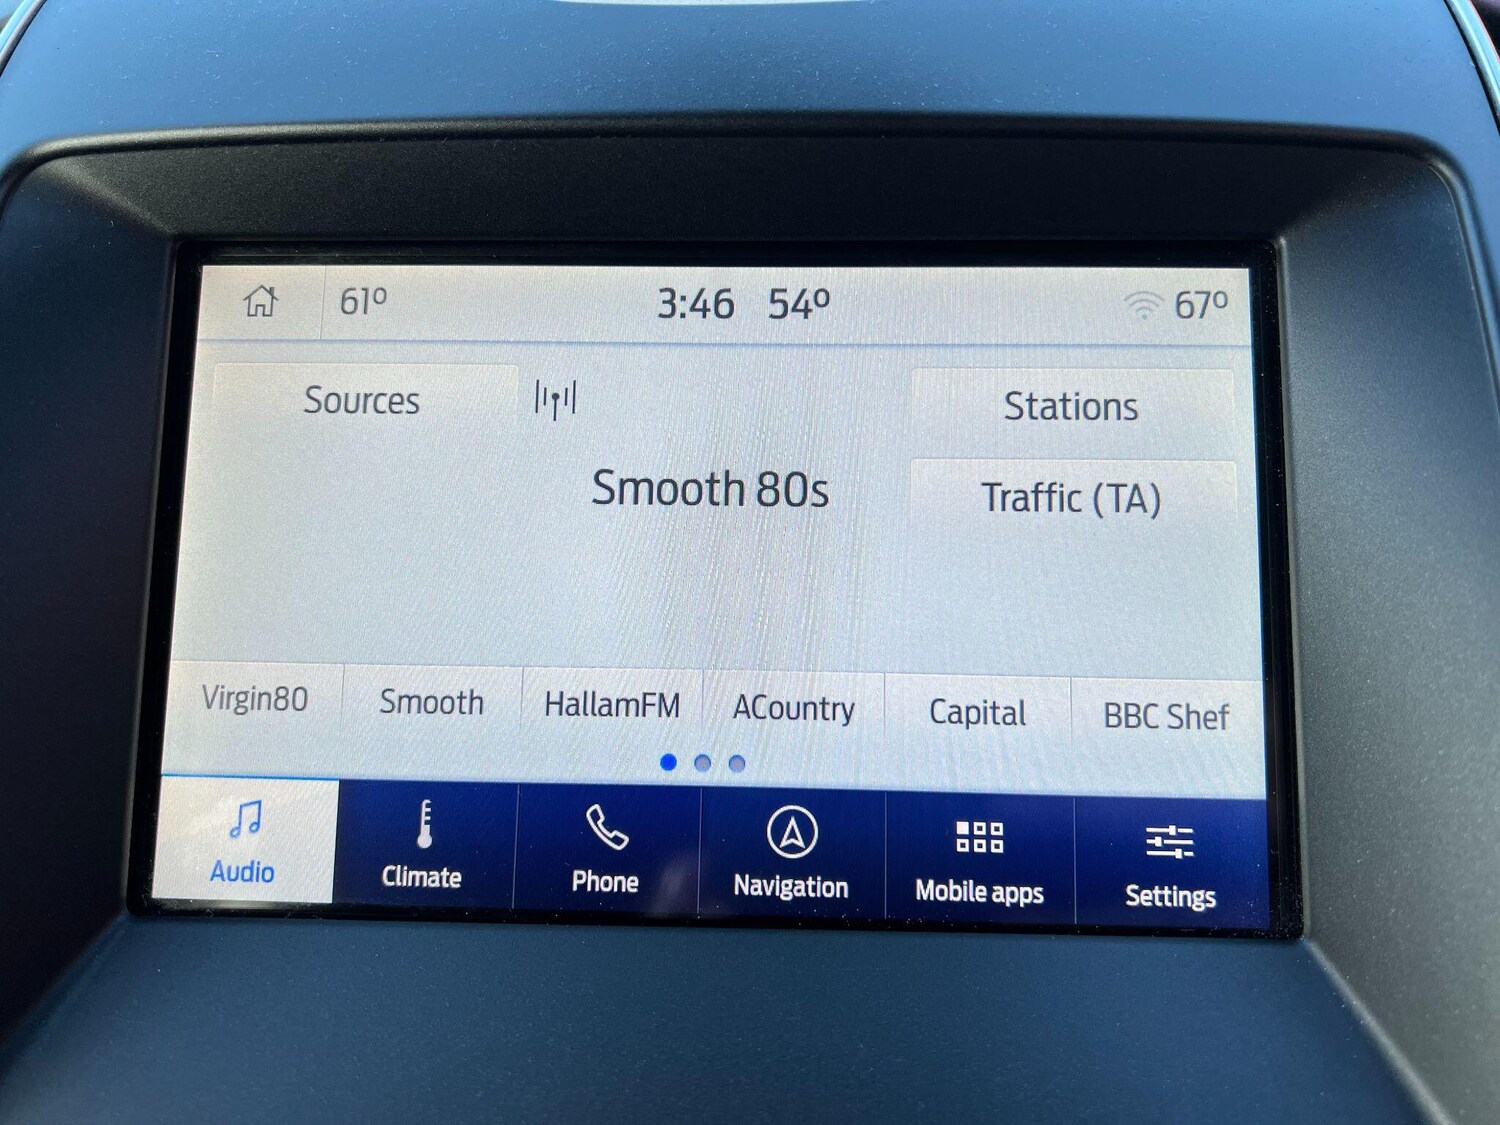 61º 3:46 54º 67º
Sources Stations
Smooth 80s Traffic (TA)
Virgin80 Smooth HallamFM ACountry Capital BBC Shef
Audio Climate Phone Navigation Mobile apps Settings